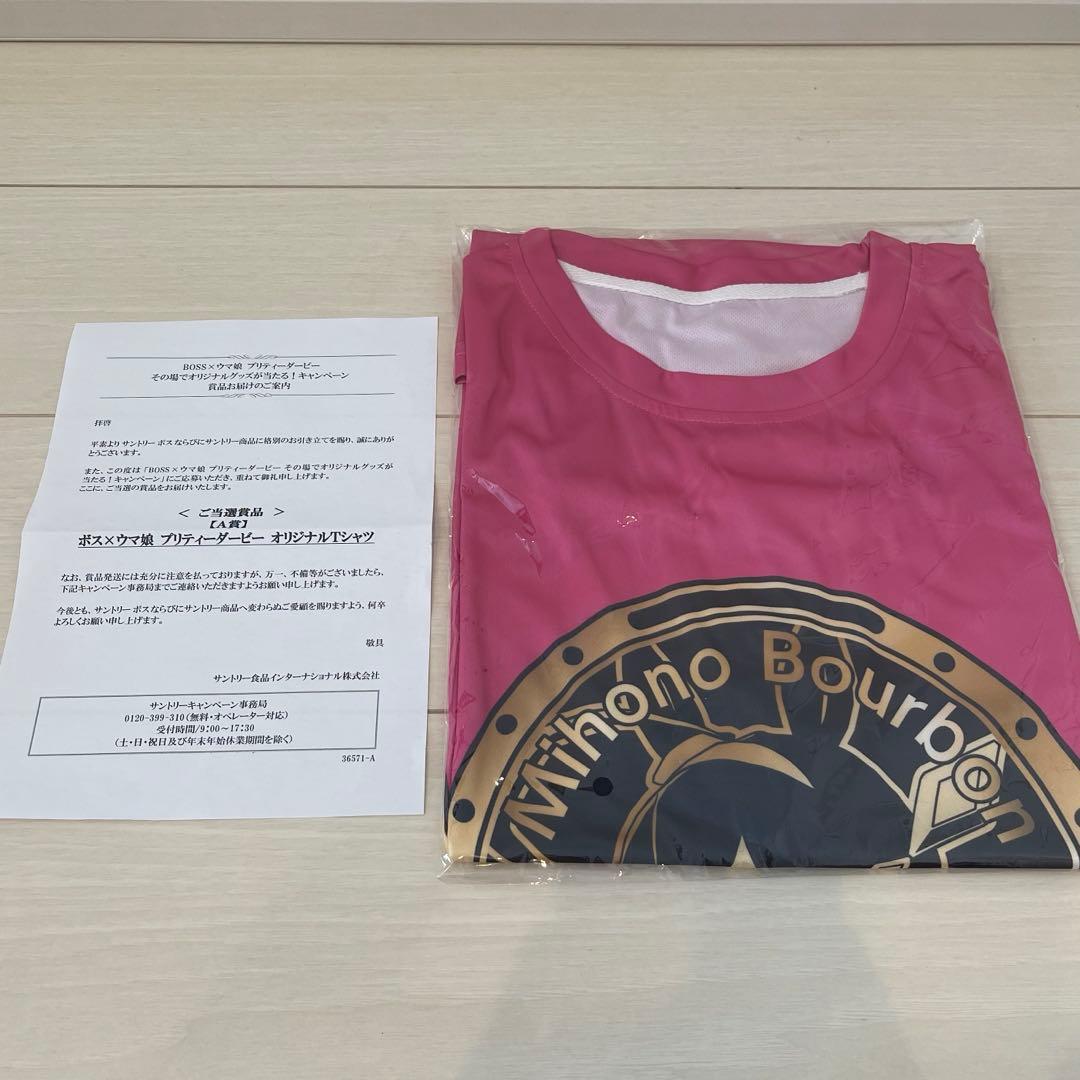 BOSS×ウマ娘 プリティーダービー
その場でオリジナルグッズが当たる！キャンペーン
賞品お届けのご案内
拝啓
平素より サントリー ボス ならびにサントリー商品に格別のお引き立てを賜り、誠にありが
とうございます。
また、この度は「BOSS×ウマ娘 プリティーダービー その場でオリジナルグッズが
当たる！キャンペーン」にご応募いただき、重ねて御礼申し上げます。
ここに、ご当選の賞品をお届けいたします。
＜ ご当選賞品 ＞
【A賞】
ボス×ウマ娘 プリティーダービー オリジナルTシャツ
なお、賞品発送には充分に注意を払っておりますが、万一、不備等がございましたら、
下記キャンペーン事務局までご連絡いただきますようお願い申し上げます。
今後とも、サントリー ボス ならびにサントリー商品へ変わらぬご愛顧を賜りますよう、何卒
よろしくお願い申し上げます。
敬具
サントリー食品インターナショナル株式会社
サントリーキャンペーン事務局
0120-399-310（無料・オペレーター対応）
受付時間/9：00～17：30
（土・日・祝日及び年末年始休業期間を除く）
36571-A
Mihono Bourbon